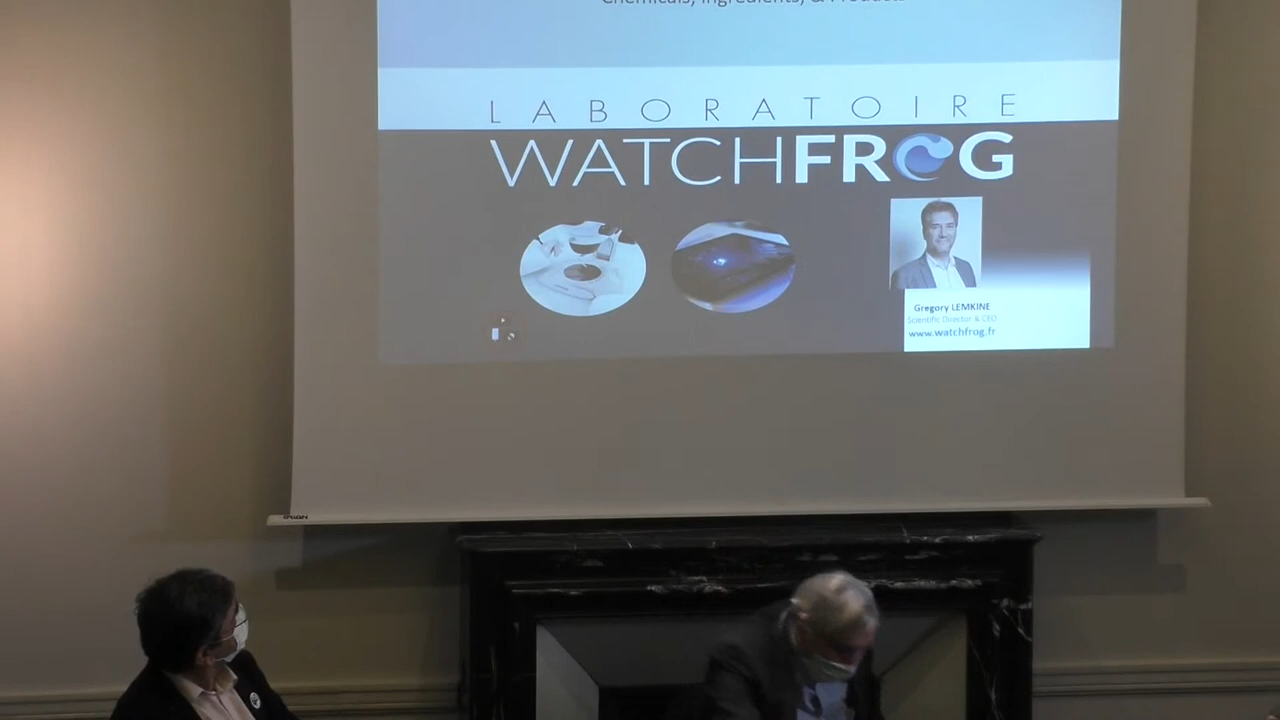 Chemicals, Ingredients, & Products
LABORATOIRE
WATCHFROG
Gregory LEMKINE
Scientific Director & CEO
www.watchfrog.fr